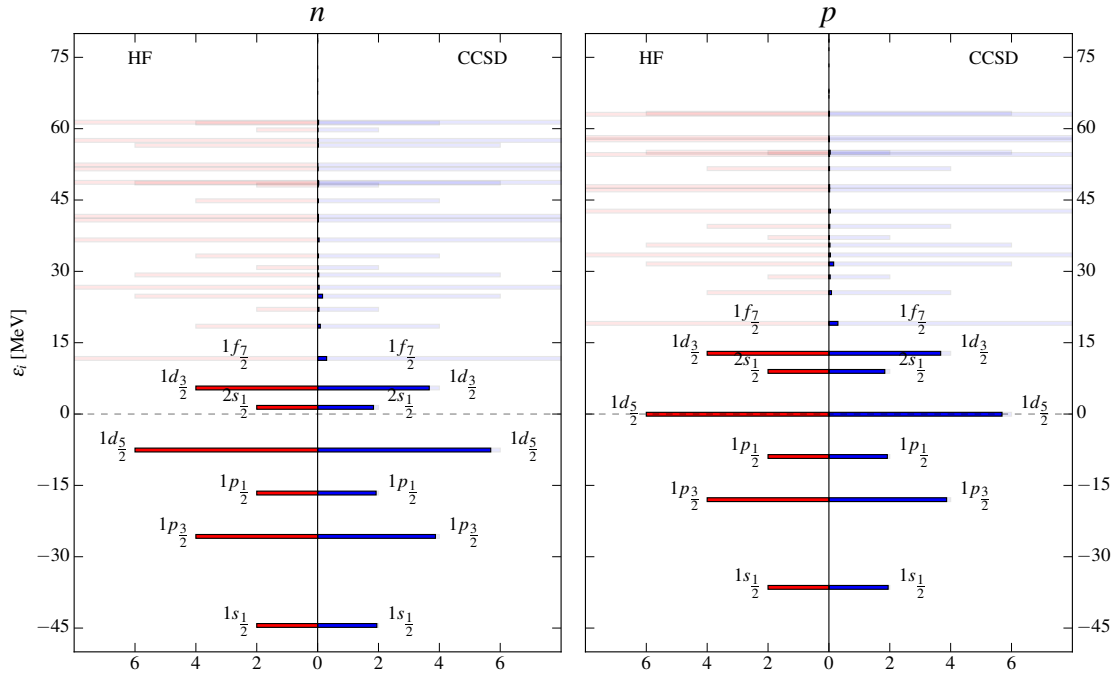 n p
HF CCSD HF CCSD
75 75
60 60
45 45
30 30
15 15
0 0
−15 −15
−30 −30
−45 −45
ε_i [MeV]
1f_{7/2} 1f_{7/2} 1f_{7/2} 1f_{7/2}
1d_{3/2} 1d_{3/2} 1d_{3/2} 1d_{3/2}
2s_{1/2} 2s_{1/2} 2s_{1/2} 2s_{1/2}
1d_{5/2} 1d_{5/2} 1d_{5/2} 1d_{5/2}
1p_{1/2} 1p_{1/2} 1p_{1/2} 1p_{1/2}
1p_{3/2} 1p_{3/2} 1p_{3/2} 1p_{3/2}
1s_{1/2} 1s_{1/2} 1s_{1/2} 1s_{1/2}
6 4 2 0 2 4 6 6 4 2 0 2 4 6